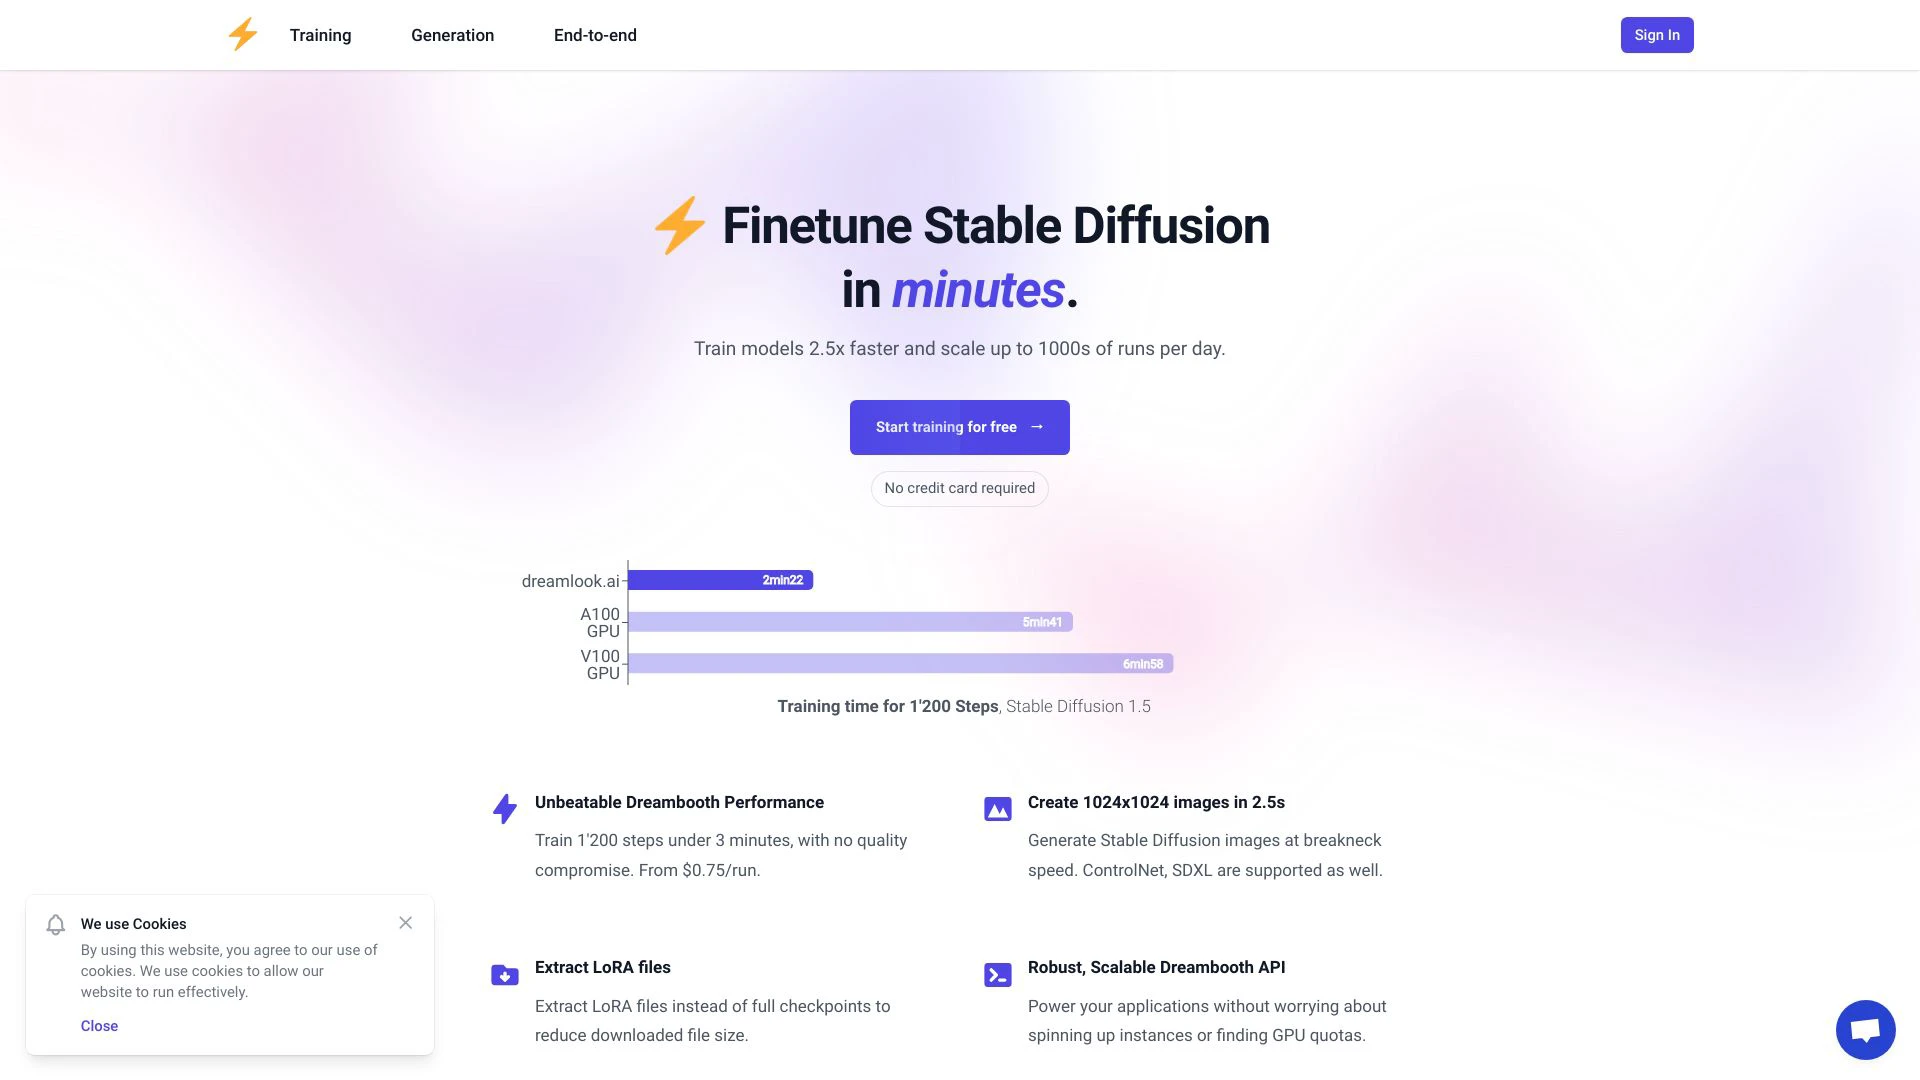 Training
Generation
End-to-end
Sign In
⚡ Finetune Stable Diffusion
in minutes.
Train models 2.5x faster and scale up to 1000s of runs per day.
Start training for free →
No credit card required
dreamlook.ai
2min22
A100
GPU
5min41
V100
GPU
6min58
Training time for 1'200 Steps, Stable Diffusion 1.5
Unbeatable Dreambooth Performance
Train 1'200 steps under 3 minutes, with no quality
compromise. From $0.75/run.
Create 1024x1024 images in 2.5s
Generate Stable Diffusion images at breakneck
speed. ControlNet, SDXL are supported as well.
Extract LoRA files
Extract LoRA files instead of full checkpoints to
reduce downloaded file size.
Robust, Scalable Dreambooth API
Power your applications without worrying about
spinning up instances or finding GPU quotas.
We use Cookies
By using this website, you agree to our use of
cookies. We use cookies to allow our
website to run effectively.
Close